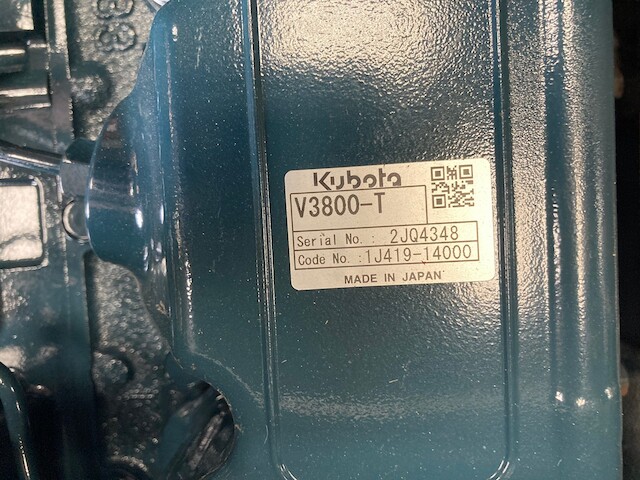 Kubota
V3800-T
Serial No. : 2JQ4348
Code No. : 1J419-14000
MADE IN JAPAN